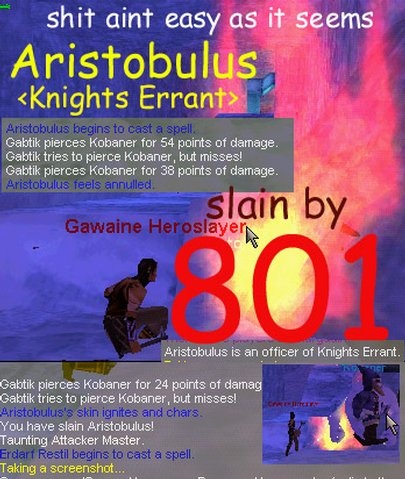 shit aint easy as it seems
Aristobulus
<Knights Errant>
Aristobulus begins to cast a spell.
Gabtik pierces Kobaner for 54 points of damage.
Gabtik tries to pierce Kobaner, but misses!
Gabtik pierces Kobaner for 38 points of damage.
Aristobulus feels annulled.
slain by
Gawaine Heroslayer
801
Aristobulus is an officer of Knights Errant.
Gabtik pierces Kobaner for 24 points of damag
Gabtik tries to pierce Kobaner, but misses!
Aristobulus's skin ignites and chars.
You have slain Aristobulus!
Taunting Attacker Master.
Erdarf Restil begins to cast a spell.
Taking a screenshot...